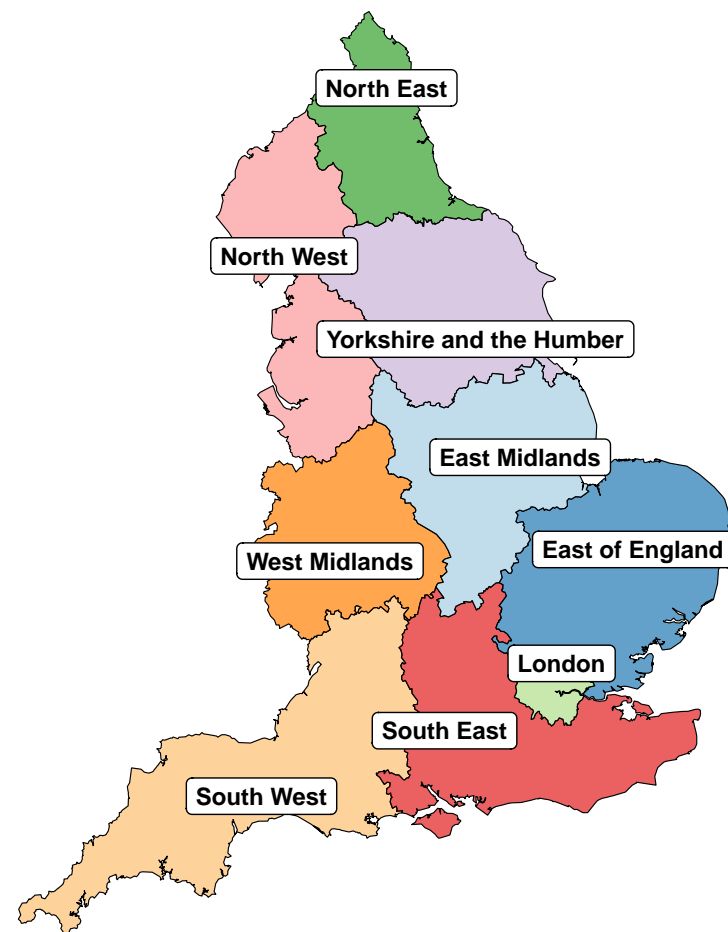 North East
North West
Yorkshire and the Humber
East Midlands
East of England
West Midlands
London
South East
South West